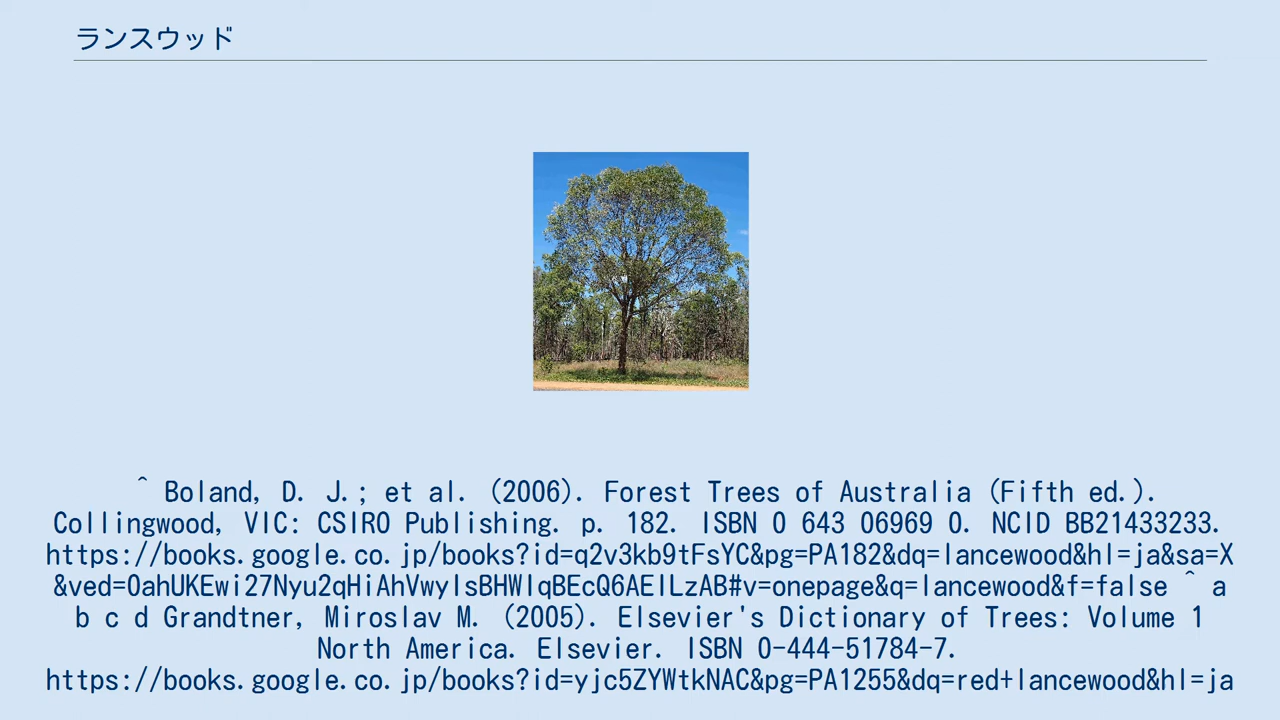 ランスウッド
^ Boland, D. J.; et al. (2006). Forest Trees of Australia (Fifth ed.).
Collingwood, VIC: CSIRO Publishing. p. 182. ISBN 0 643 06969 0. NCID BB21433233.
https://books.google.co.jp/books?id=q2v3kb9tFsYC&pg=PA182&dq=lancewood&hl=ja&sa=X
&ved=0ahUKEwi27Nyu2qHiAhVwylsBHWlqBEcQ6AEILzAB#v=onepage&q=lancewood&f=false ^ a
b c d Grandtner, Miroslav M. (2005). Elsevier's Dictionary of Trees: Volume 1
North America. Elsevier. ISBN 0-444-51784-7.
https://books.google.co.jp/books?id=yjc5ZYWtkNAC&pg=PA1255&dq=red+lancewood&hl=ja